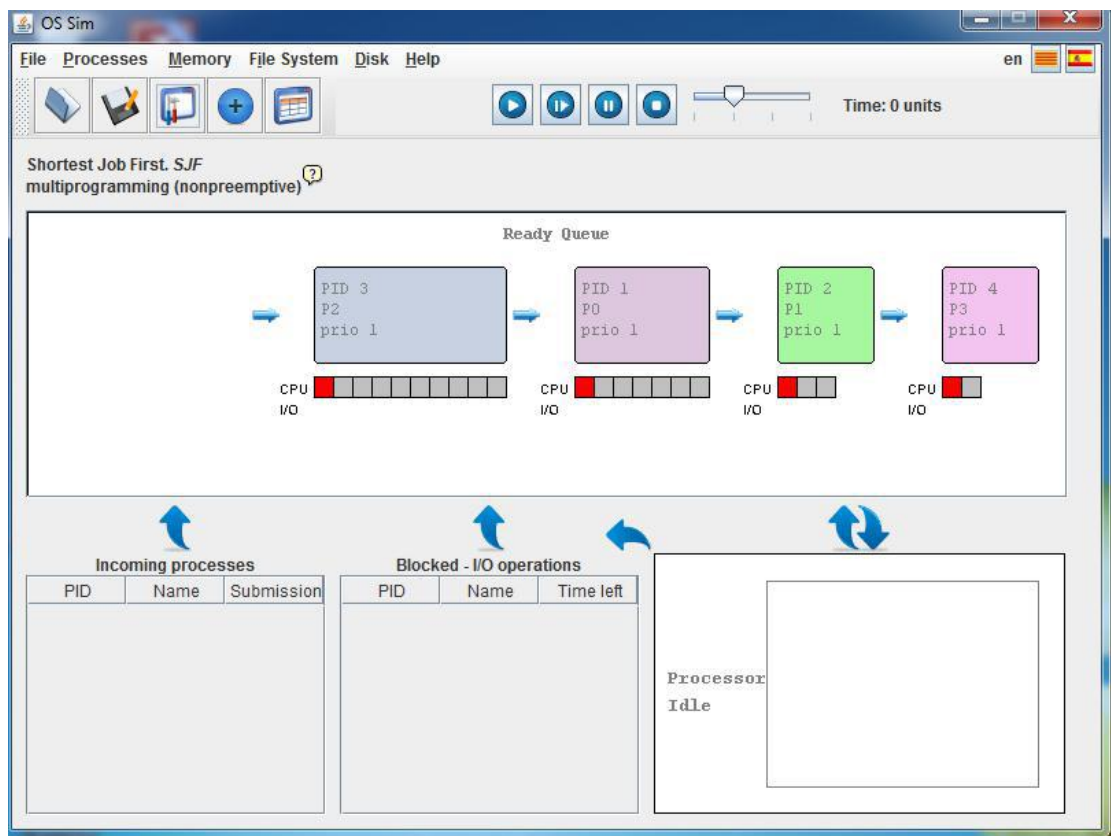 OS Sim
File Processes Memory File System Disk Help
en
Time: 0 units
Shortest Job First. SJF
multiprogramming (nonpreemptive)
?
Ready Queue
PID 3
P2
prio 1
CPU
I/O
PID 1
P0
prio 1
CPU
I/O
PID 2
P1
prio 1
CPU
I/O
PID 4
P3
prio 1
CPU
I/O
Incoming processes
PID Name Submission
Blocked - I/O operations
PID Name Time left
Processor
Idle